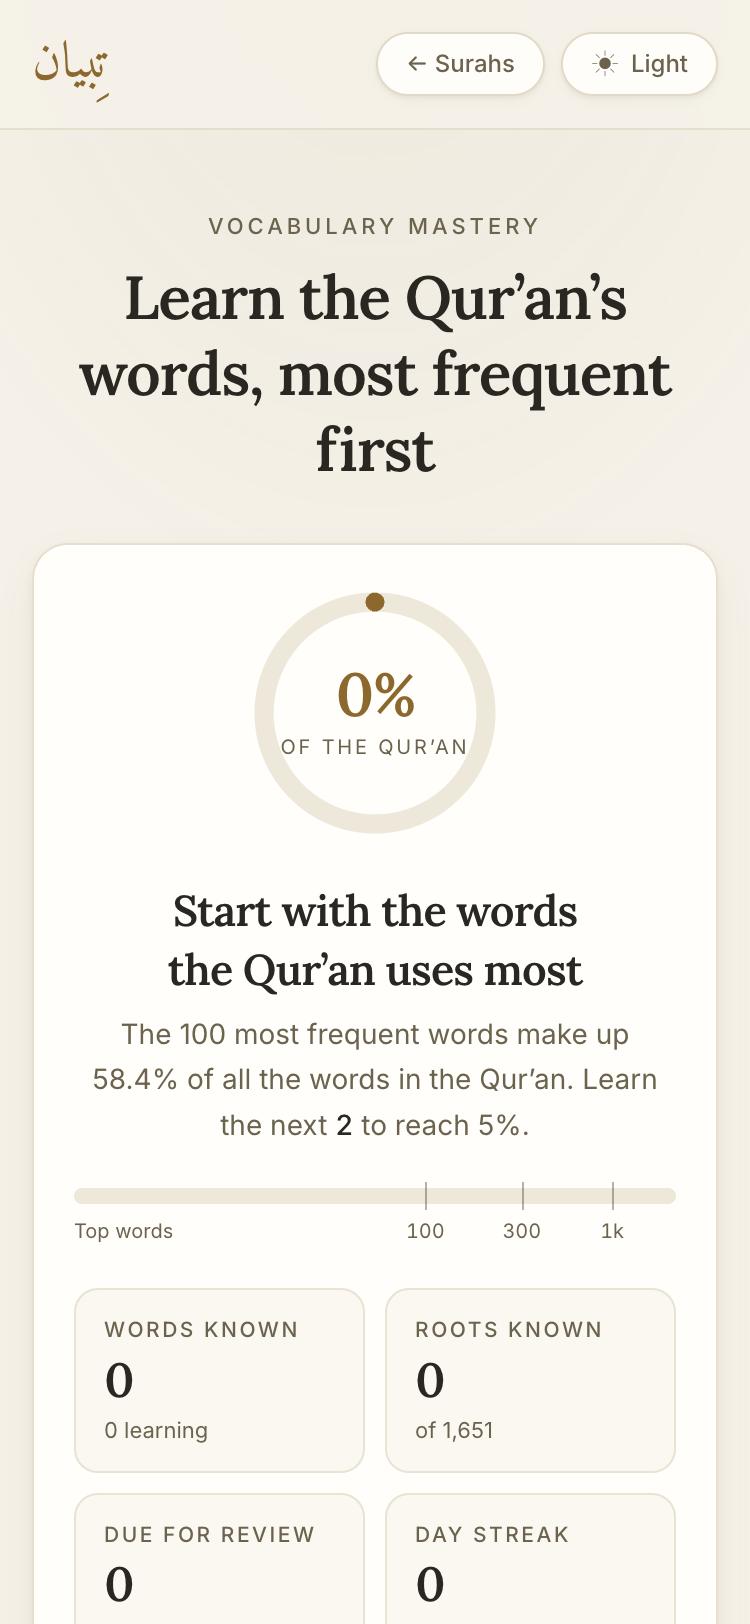 تِبيان
← Surahs
Light
VOCABULARY MASTERY
Learn the Qur’an’s
words, most frequent
first
0%
OF THE QUR’AN
Start with the words
the Qur’an uses most
The 100 most frequent words make up
58.4% of all the words in the Qur’an. Learn
the next 2 to reach 5%.
Top words 100 300 1k
WORDS KNOWN
0
0 learning
ROOTS KNOWN
0
of 1,651
DUE FOR REVIEW
0
DAY STREAK
0